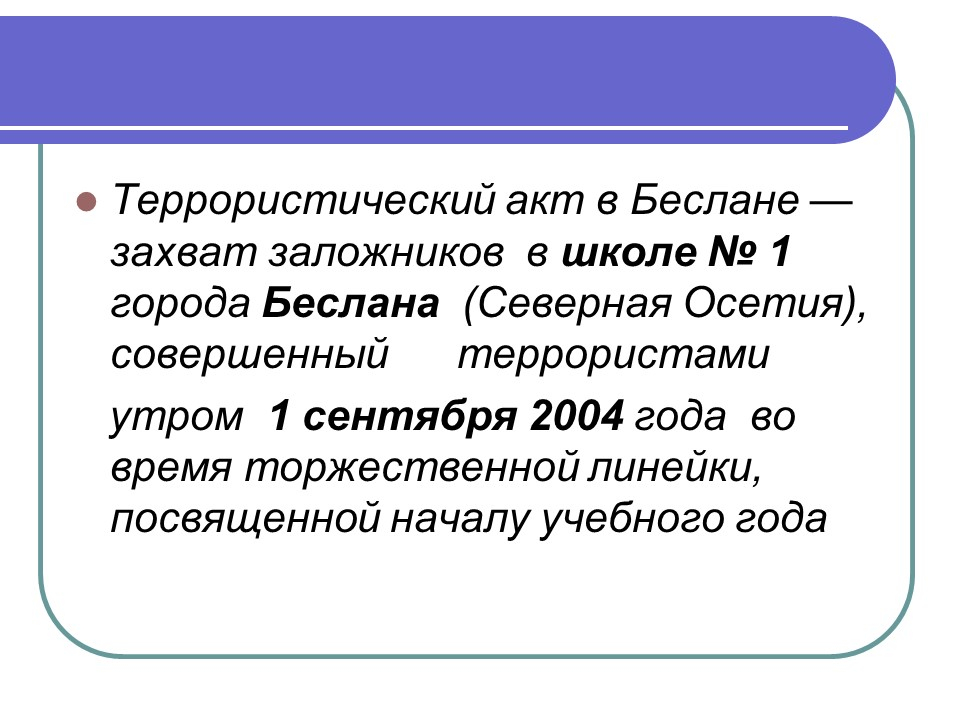 Террористический акт в Беслане —
захват заложников в школе № 1
города Беслана (Северная Осетия),
совершенный террористами
утром 1 сентября 2004 года во
время торжественной линейки,
посвященной началу учебного года